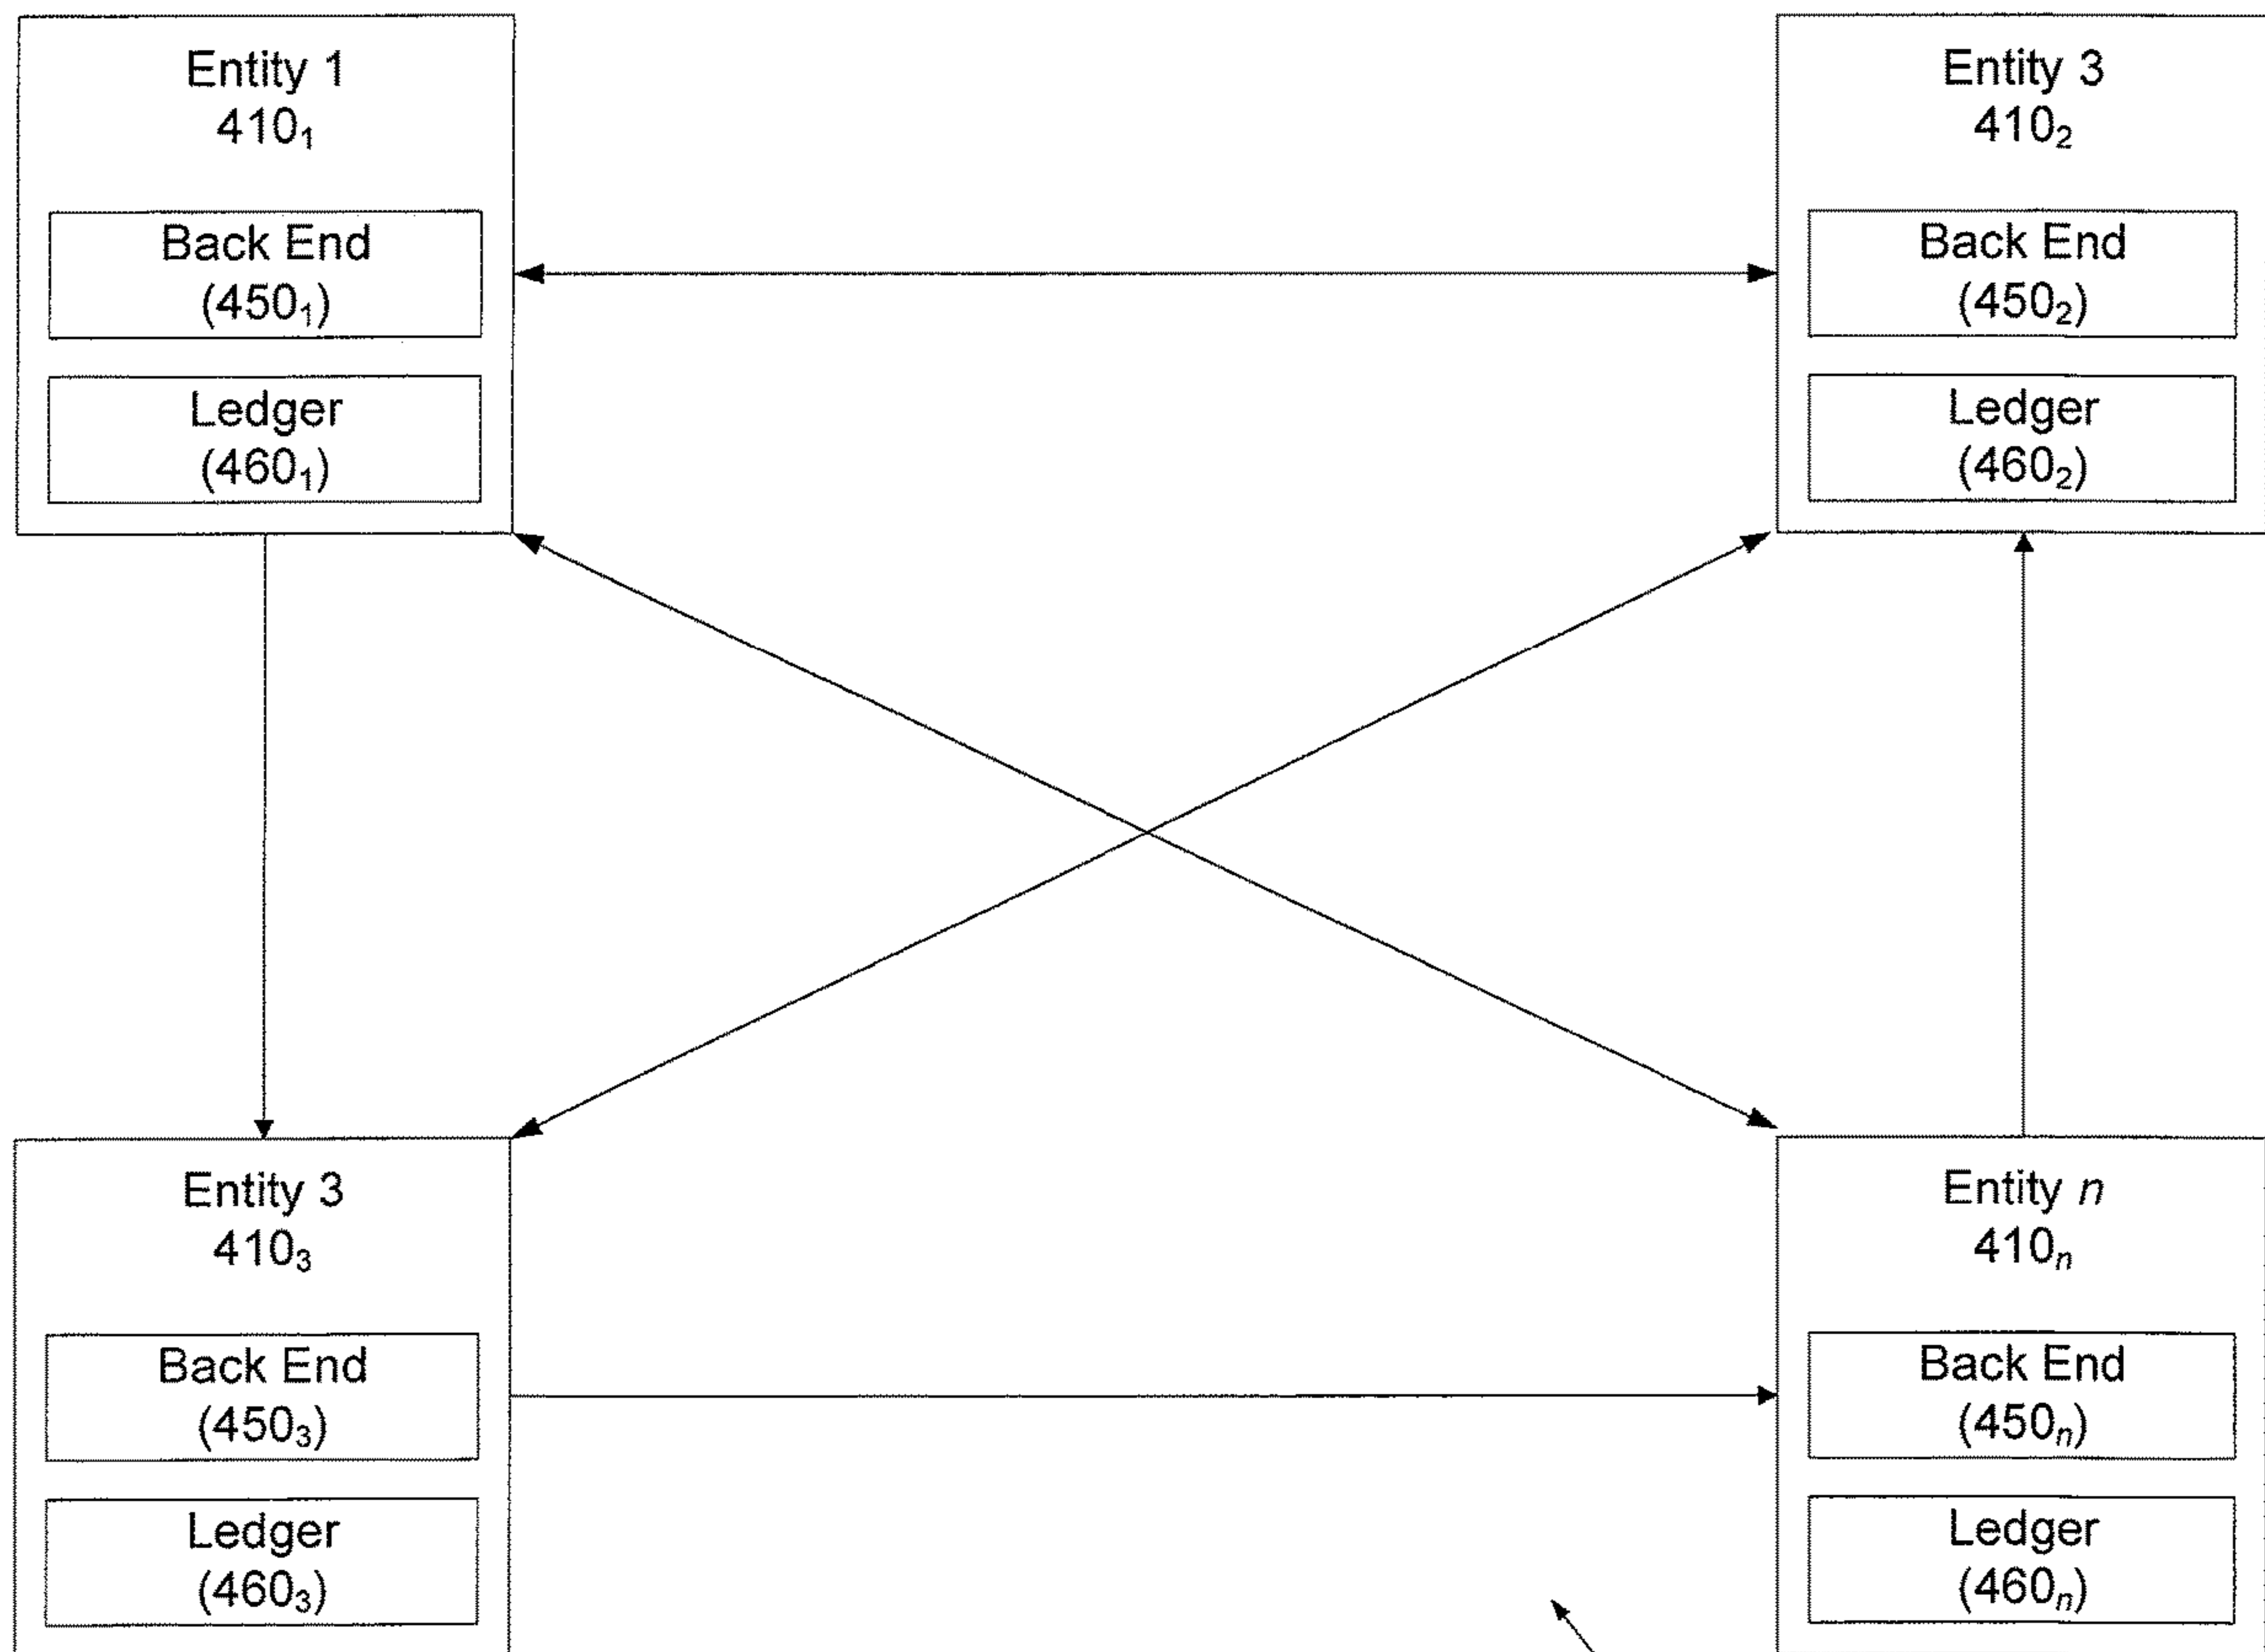 Entity 1
410₁
Back End
(450₁)
Ledger
(460₁)
Entity 3
410₂
Back End
(450₂)
Ledger
(460₂)
Entity 3
410₃
Back End
(450₃)
Ledger
(460₃)
Entity n
410ₙ
Back End
(450ₙ)
Ledger
(460ₙ)